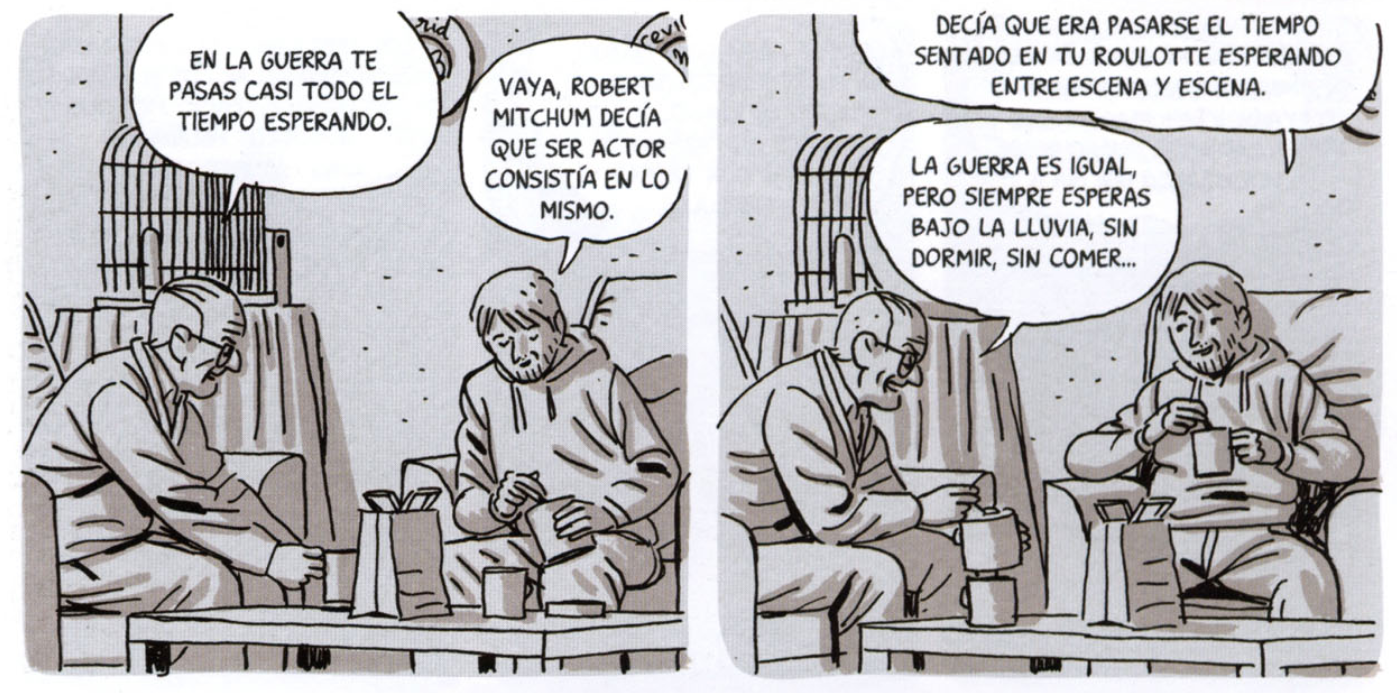 EN LA GUERRA TE
PASAS CASI TODO EL
TIEMPO ESPERANDO.
VAYA, ROBERT
MITCHUM DECÍA
QUE SER ACTOR
CONSISTÍA EN LO
MISMO.
DECÍA QUE ERA PASARSE EL TIEMPO
SENTADO EN TU ROULOTTE ESPERANDO
ENTRE ESCENA Y ESCENA.
LA GUERRA ES IGUAL,
PERO SIEMPRE ESPERAS
BAJO LA LLUVIA, SIN
DORMIR, SIN COMER...